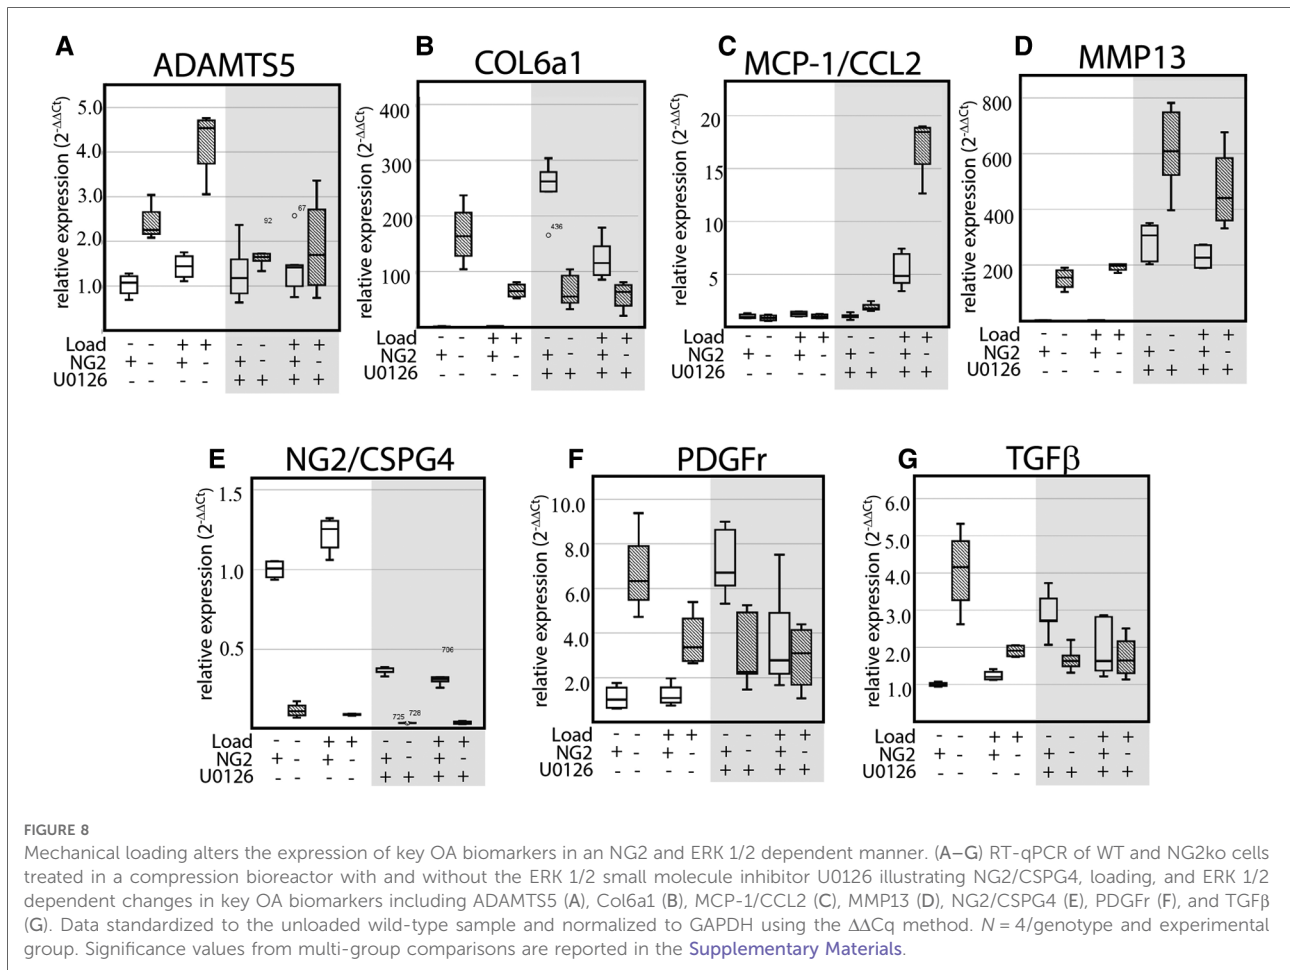 A
ADAMTS5
relative expression (2-ΔΔCt)
5.0
4.0
3.0
2.0
1.0
92
67
Load - - + + - - + +
NG2 + - + - + - + -
U0126 - - - - + + + +
B
COL6a1
relative expression (2-ΔΔCt)
400
300
200
100
436
Load - - + + - - + +
NG2 + - + - + - + -
U0126 - - - - + + + +
C
MCP-1/CCL2
relative expression (2-ΔΔCt)
20
15
10
5
Load - - + + - - + +
NG2 + - + - + - + -
U0126 - - - - + + + +
D
MMP13
relative expression (2-ΔΔCt)
800
600
400
200
Load - - + + - - + +
NG2 + - + - + - + -
U0126 - - - - + + + +
E
NG2/CSPG4
relative expression (2-ΔΔCt)
1.5
1.0
0.5
706
725
728
Load - - + + - - + +
NG2 + - + - + - + -
U0126 - - - - + + + +
F
PDGFr
relative expression (2-ΔΔCt)
10.0
8.0
6.0
4.0
2.0
Load - - + + - - + +
NG2 + - + - + - + -
U0126 - - - - + + + +
G
TGFβ
relative expression (2-ΔΔCt)
6.0
5.0
4.0
3.0
2.0
1.0
Load - - + + - - + +
NG2 + - + - + - + -
U0126 - - - - + + + +
FIGURE 8
Mechanical loading alters the expression of key OA biomarkers in an NG2 and ERK 1/2 dependent manner. (A–G) RT-qPCR of WT and NG2ko cells
treated in a compression bioreactor with and without the ERK 1/2 small molecule inhibitor U0126 illustrating NG2/CSPG4, loading, and ERK 1/2
dependent changes in key OA biomarkers including ADAMTS5 (A), Col6a1 (B), MCP-1/CCL2 (C), MMP13 (D), NG2/CSPG4 (E), PDGFr (F), and TGFβ
(G). Data standardized to the unloaded wild-type sample and normalized to GAPDH using the ΔΔCq method. N = 4/genotype and experimental
group. Significance values from multi-group comparisons are reported in the Supplementary Materials.